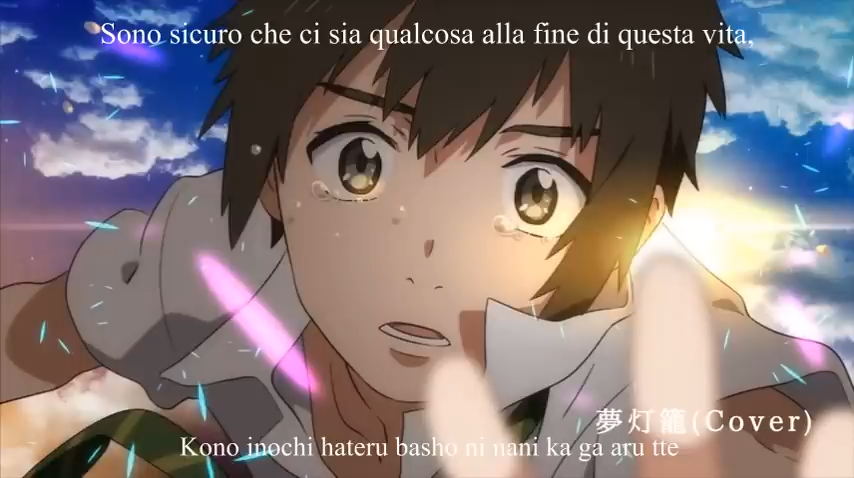 Sono sicuro che ci sia qualcosa alla fine di questa vita,
夢灯籠(Cover)
Kono inochi hateru basho ni nani ka ga aru tte